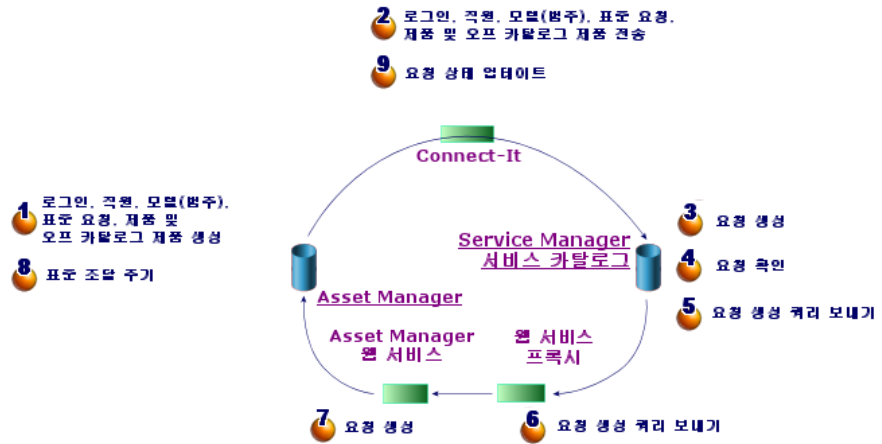 2 로그인, 직원, 모델(범주), 표준 요청,
제품 및 오프 카탈로그 제품 전송
9 요청 상태 업데이트
Connect-It
1 로그인, 직원, 모델(범주),
표준 요청, 제품 및
오프 카탈로그 제품 생성
8 표준 조달 주기
Asset Manager
Service Manager
서비스 카탈로그
3 요청 생성
4 요청 확인
5 요청 생성 쿼리 보내기
Asset Manager
웹 서비스
웹 서비스
프록시
7 요청 생성
6 요청 생성 쿼리 보내기